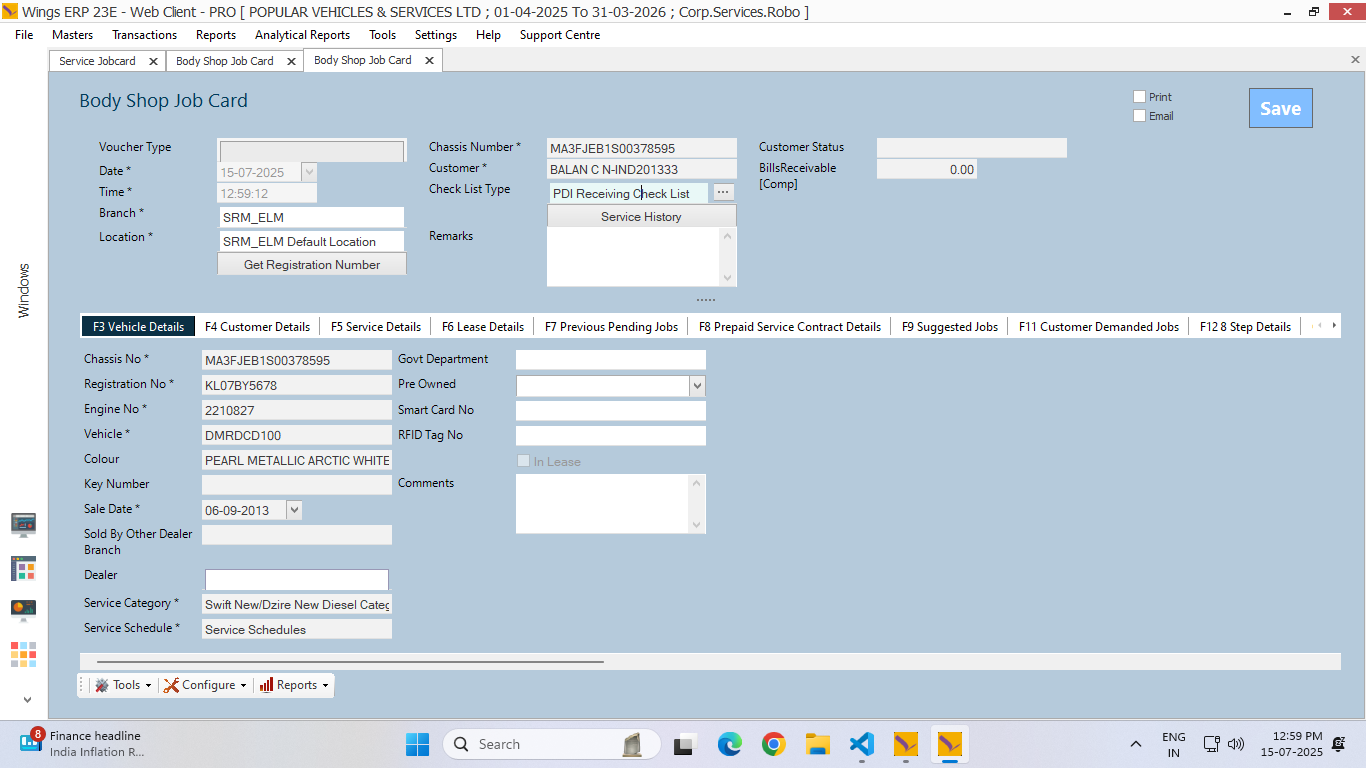 Wings ERP 23E - Web Client - PRO [ POPULAR VEHICLES & SERVICES LTD ; 01-04-2025 To 31-03-2026 ; Corp.Services.Robo ]
File Masters Transactions Reports Analytical Reports Tools Settings Help Support Centre
Service Jobcard Body Shop Job Card Body Shop Job Card
Body Shop Job Card
Print
Email
Save
Voucher Type
Date * 15-07-2025
Time * 12:59:12
Branch * SRM_ELM
Location * SRM_ELM Default Location
Get Registration Number
Chassis Number * MA3FJEB1S00378595
Customer * BALAN C N-IND201333
Check List Type PDI Receiving Check List ...
Service History
Remarks
Customer Status
BillsReceivable 0.00
[Comp]
Windows
F3 Vehicle Details F4 Customer Details F5 Service Details F6 Lease Details F7 Previous Pending Jobs F8 Prepaid Service Contract Details F9 Suggested Jobs F11 Customer Demanded Jobs F12 8 Step Details
Chassis No * MA3FJEB1S00378595
Registration No * KL07BY5678
Engine No * 2210827
Vehicle * DMRDCD100
Colour PEARL METALLIC ARCTIC WHITE
Key Number
Sale Date * 06-09-2013
Sold By Other Dealer
Branch
Dealer
Service Category * Swift New/Dzire New Diesel Categ
Service Schedule * Service Schedules
Govt Department
Pre Owned
Smart Card No
RFID Tag No
In Lease
Comments
Tools Configure Reports
8
Finance headline
India Inflation R...
Search
ENG
IN
12:59 PM
15-07-2025